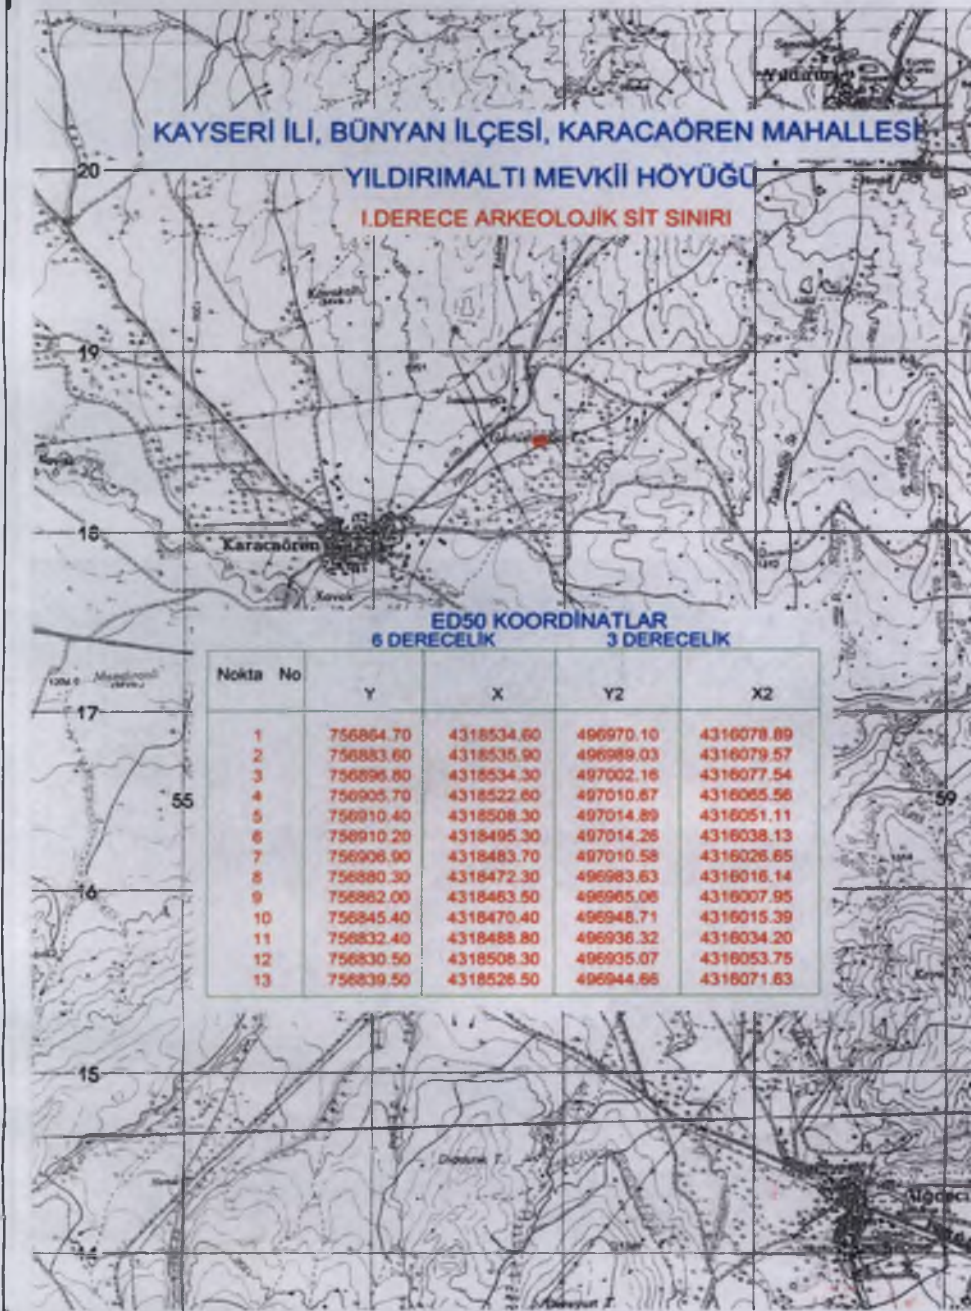 Yıldırım
KAYSERİ İLİ, BÜNYAN İLÇESİ, KARACAÖREN MAHALLESİ
20
YILDIRIMALTI MEVKİİ HÖYÜĞÜ
I.DERECE ARKEOLOJİK SİT SINIRI
19
18
Karacaören
Kavak
ED50 KOORDİNATLAR
6 DERECELİK 3 DERECELİK
Nokta No Y X Y2 X2
17
1 756864.70 4318534.60 496970.10 4316078.89
2 756883.60 4318535.90 496989.03 4316079.57
3 756896.80 4318534.30 497002.16 4316077.54
55 59
4 756905.70 4318522.60 497010.67 4316065.56
5 756910.40 4318508.30 497014.89 4316051.11
6 756910.20 4318495.30 497014.26 4316038.13
7 756906.90 4318483.70 497010.58 4316026.65
8 756880.30 4318472.30 496983.63 4316016.14
16
9 756862.00 4318463.50 496965.06 4316007.95
10 756845.40 4318470.40 496948.71 4316015.39
11 756832.40 4318488.80 496936.32 4316034.20
12 756830.50 4318508.30 496935.07 4316053.75
13 756839.50 4318526.50 496944.66 4316071.63
15
14